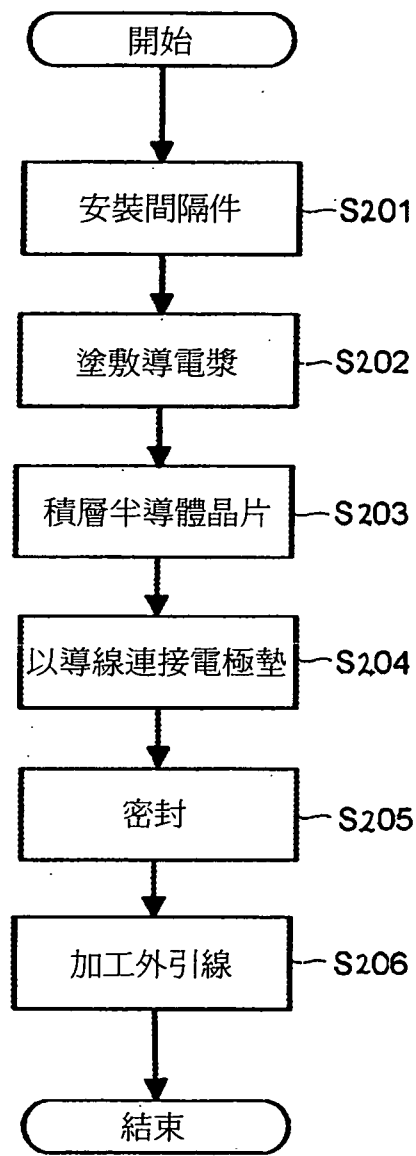 開始
安裝間隔件
S201
塗敷導電漿
S202
積層半導體晶片
S203
以導線連接電極墊
S204
密封
S205
加工外引線
S206
結束